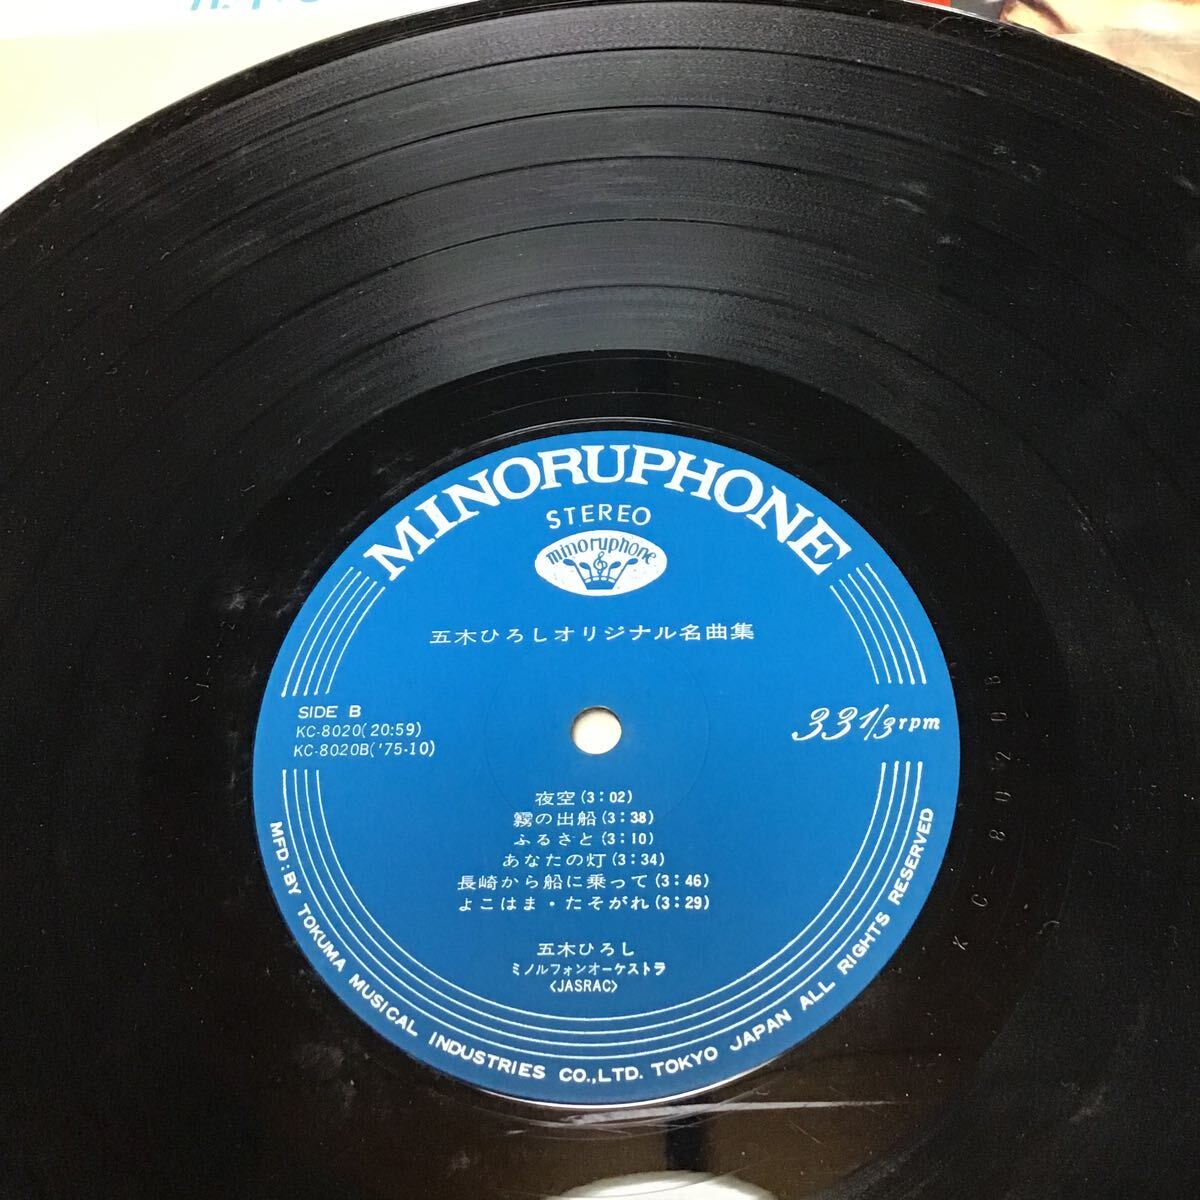 MINORUPHONE
STEREO
minoruphone
五木ひろしオリジナル名曲集
SIDE B
KC-8020(20:59)
KC-8020B('75-10)
33 1/3 rpm
夜空(3:02)
霧の出船(3:38)
ふるさと(3:10)
あなたの灯(3:34)
長崎から船に乗って(3:46)
よこはま・たそがれ(3:29)
五木ひろし
ミノルフォンオーケストラ
〈JASRAC〉
MFD:BY TOKUMA MUSICAL INDUSTRIES CO.,LTD. TOKYO JAPAN ALL RIGHTS RESERVED
KC-8020B